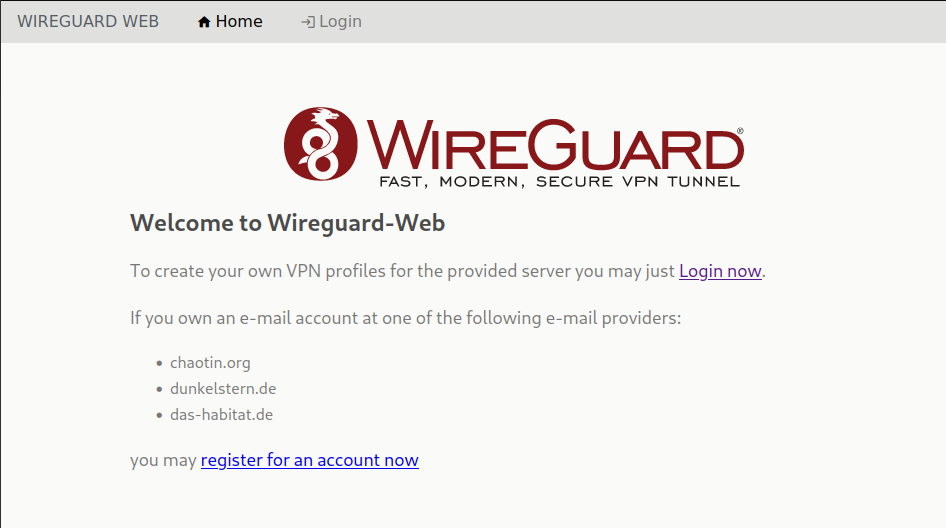 WIREGUARD WEB Home Login
WIREGUARD®
FAST, MODERN, SECURE VPN TUNNEL
Welcome to Wireguard-Web
To create your own VPN profiles for the provided server you may just Login now.
If you own an e-mail account at one of the following e-mail providers:
• chaotin.org
• dunkelstern.de
• das-habitat.de
you may register for an account now